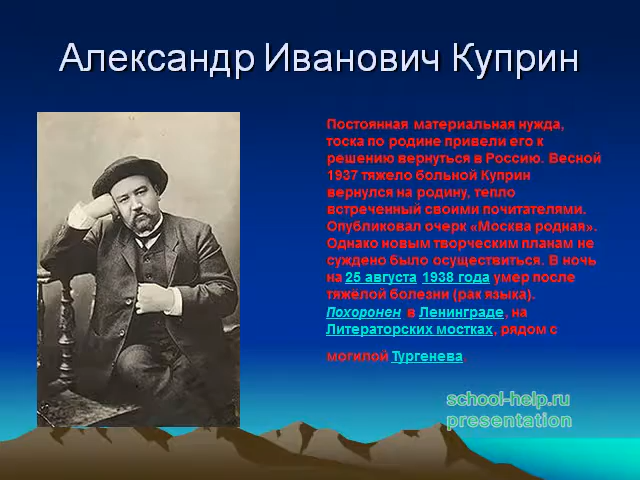 Александр Иванович Куприн
Постоянная материальная нужда,
тоска по родине привели его к
решению вернуться в Россию. Весной
1937 тяжело больной Куприн
вернулся на родину, тепло
встреченный своими почитателями.
Опубликовал очерк «Москва родная».
Однако новым творческим планам не
суждено было осуществиться. В ночь
на 25 августа 1938 года умер после
тяжёлой болезни (рак языка).
Похоронен в Ленинграде, на
Литераторских мостках, рядом с
могилой Тургенева.
school-help.ru
presentation